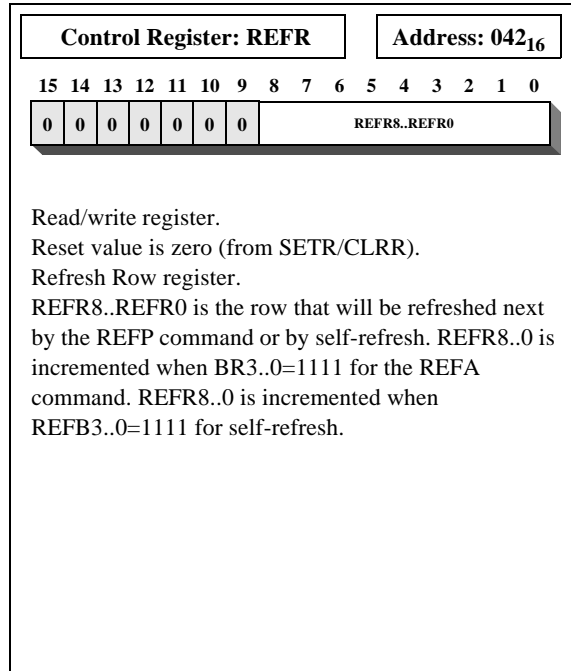 Control Register: REFR
Address: 042₁₆
15 14 13 12 11 10 9 8 7 6 5 4 3 2 1 0
0 0 0 0 0 0 0 REFR8..REFR0
Read/write register.
Reset value is zero (from SETR/CLRR).
Refresh Row register.
REFR8..REFR0 is the row that will be refreshed next
by the REFP command or by self-refresh. REFR8..0 is
incremented when BR3..0=1111 for the REFA
command. REFR8..0 is incremented when
REFB3..0=1111 for self-refresh.